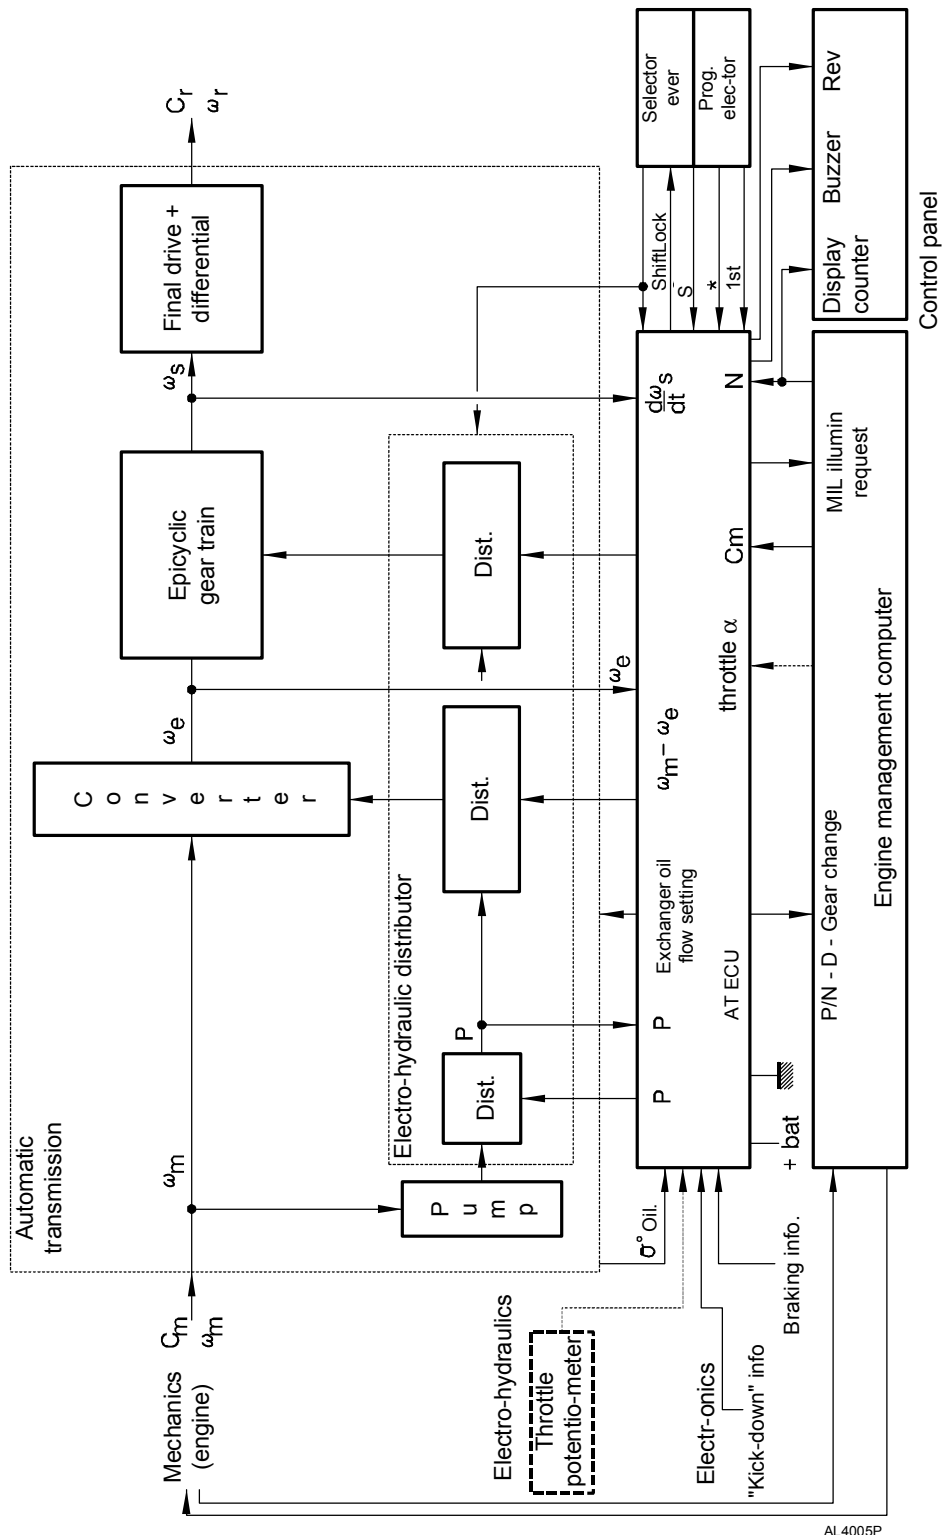 Automatic
transmission
Mechanics
(engine)
Cm
ωm
ωm
C
o
n
v
e
r
t
e
r
ωe
Epicyclic
gear train
ωs
Final drive +
differential
Cr
ωr
P
u
m
p
Electro-hydraulic distributor
Dist.
P
Dist.
Dist.
ωe
Electro-hydraulics
Throttle
potentio-meter
Electr-onics
"Kick-down" info
Braking info.
σ° Oil.
P
P
Exchanger oil
flow setting
ωm – ωe
dωs
dt
AT ECU
throttle α
Cm
N
+ bat
ShiftLock
S
*
1st
Selector
ever
Prog.
elec-tor
P/N - D - Gear change
MIL illumin
request
Engine management computer
Display
counter
Buzzer
Rev
Control panel
AL4005P